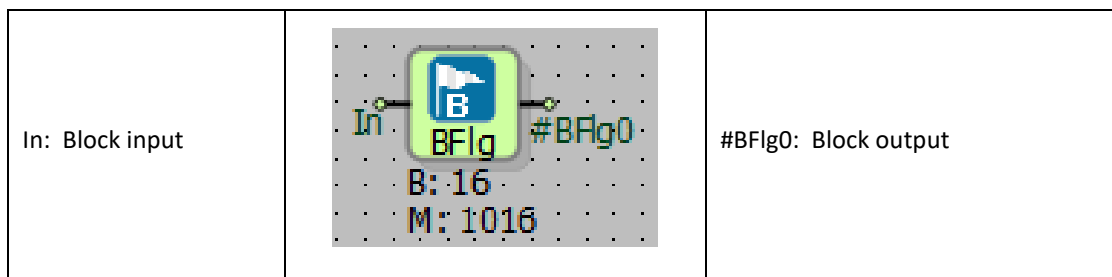 In: Block input
B
In
BFlg
#BFlg0
B: 16
M: 1016
#BFlg0: Block output